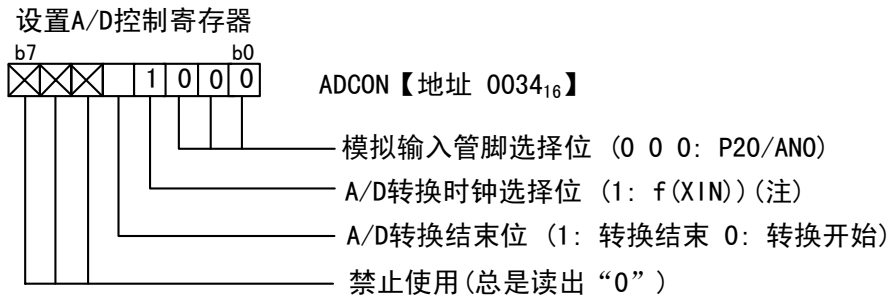 设置A/D控制寄存器
b7 b0
1 0 0 0 ADCON【地址 0034₁₆】
模拟输入管脚选择位 (0 0 0: P20/AN0)
A/D转换时钟选择位 (1: f(XIN))(注)
A/D转换结束位 (1: 转换结束 0: 转换开始)
禁止使用(总是读出“0”)